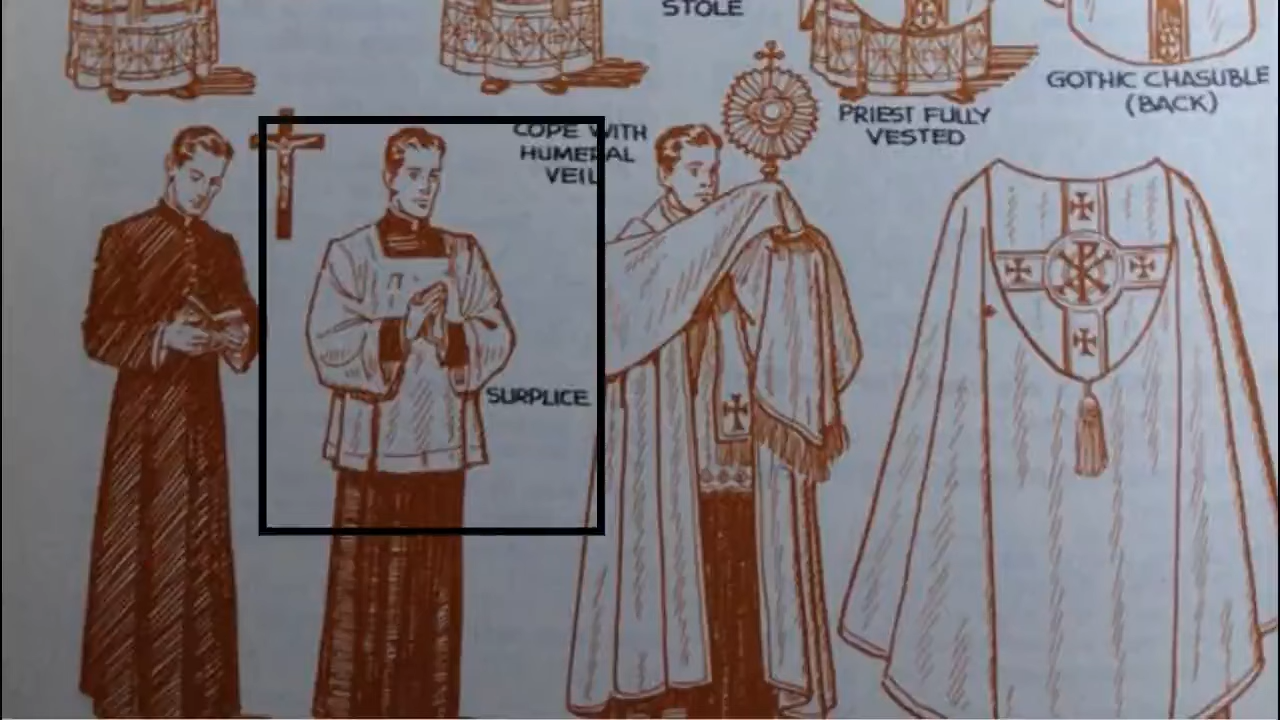 STOLE
GOTHIC CHASUBLE
(BACK)
PRIEST FULLY
VESTED
COPE WITH
HUMERAL
VEIL
SURPLICE